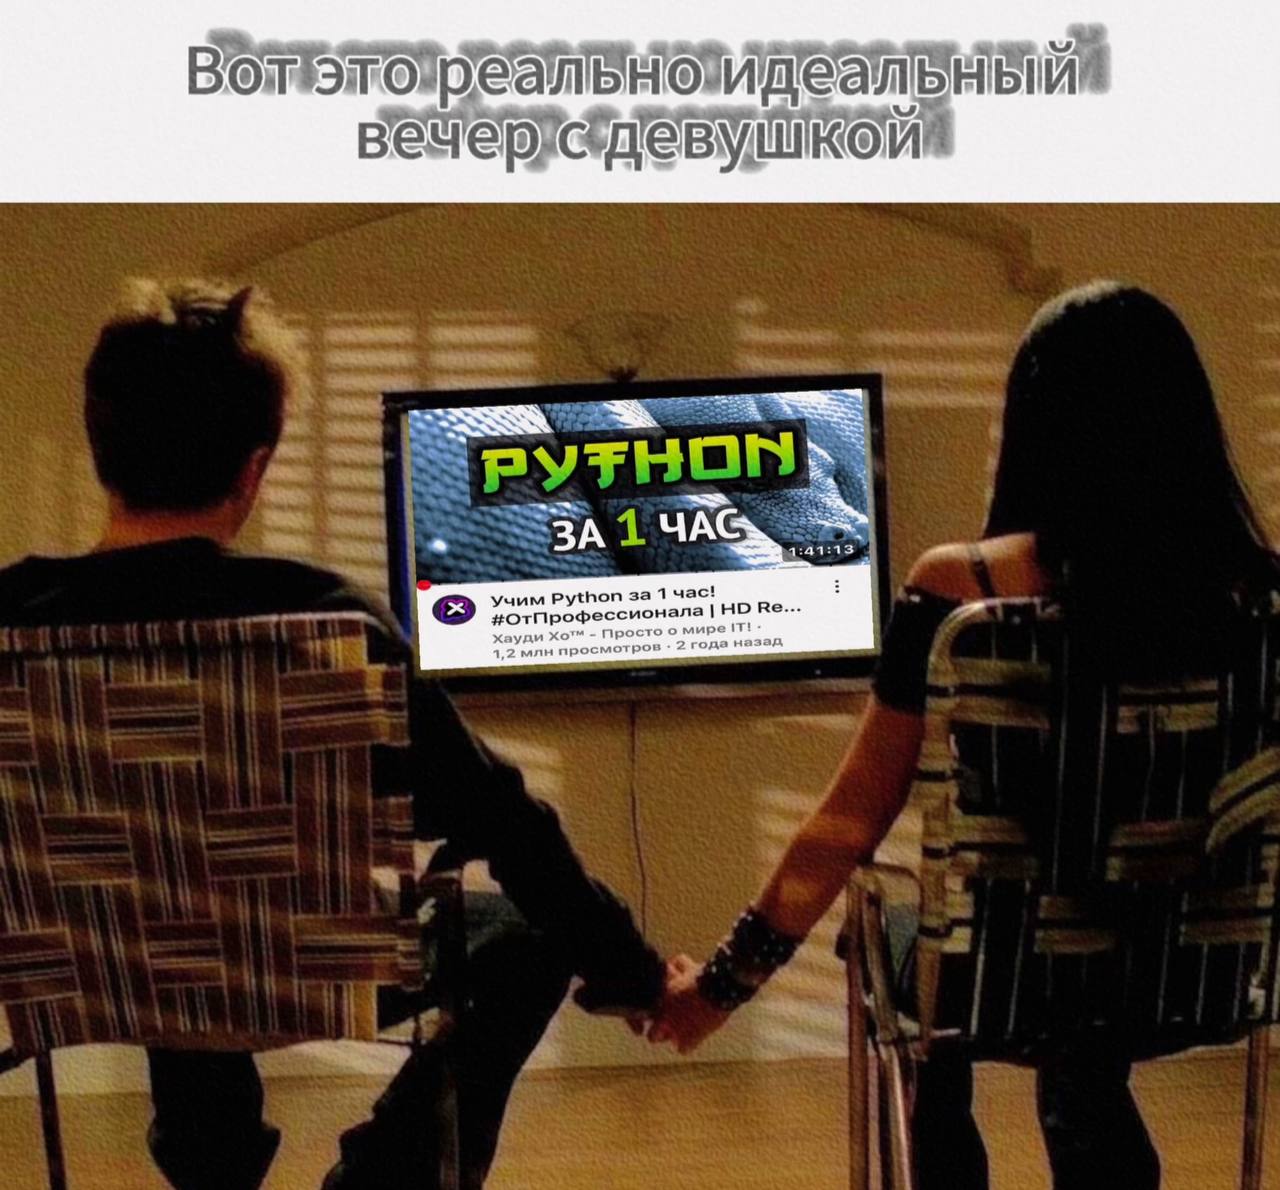 Вот это реально идеальный
вечер с девушкой
PYTHON
ЗА 1 ЧАС
1:41:13
Учим Python за 1 час!
#ОтПрофессионала | HD Re...
Хауди Хо™ - Просто о мире IT! ·
1,2 млн просмотров · 2 года назад